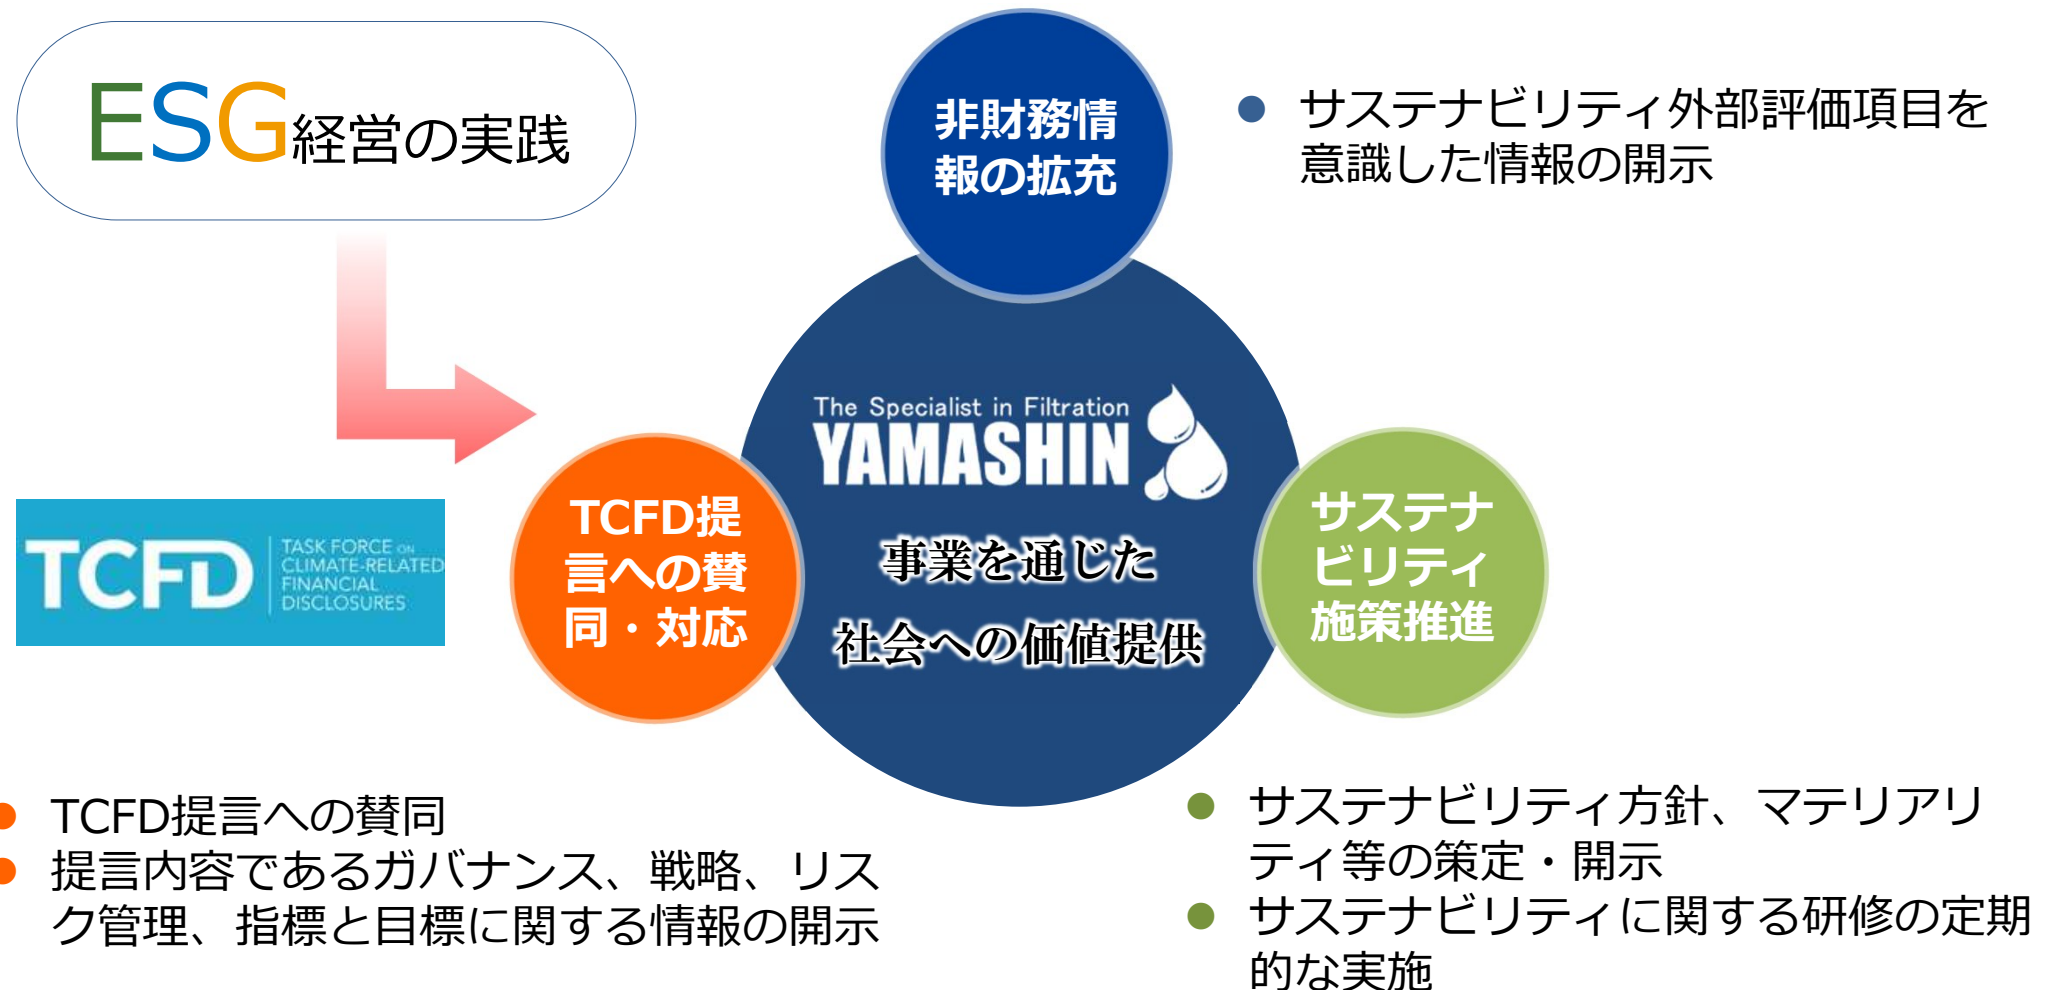 ESG経営の実践
非財務情
報の拡充
サステナビリティ外部評価項目を
意識した情報の開示
The Specialist in Filtration
YAMASHIN
事業を通じた
社会への価値提供
TCFD
TASK FORCE ON
CLIMATE-RELATED
FINANCIAL
DISCLOSURES
TCFD提
言への賛
同・対応
サステナ
ビリティ
施策推進
TCFD提言への賛同
提言内容であるガバナンス、戦略、リス
ク管理、指標と目標に関する情報の開示
サステナビリティ方針、マテリアリ
ティ等の策定・開示
サステナビリティに関する研修の定期
的な実施